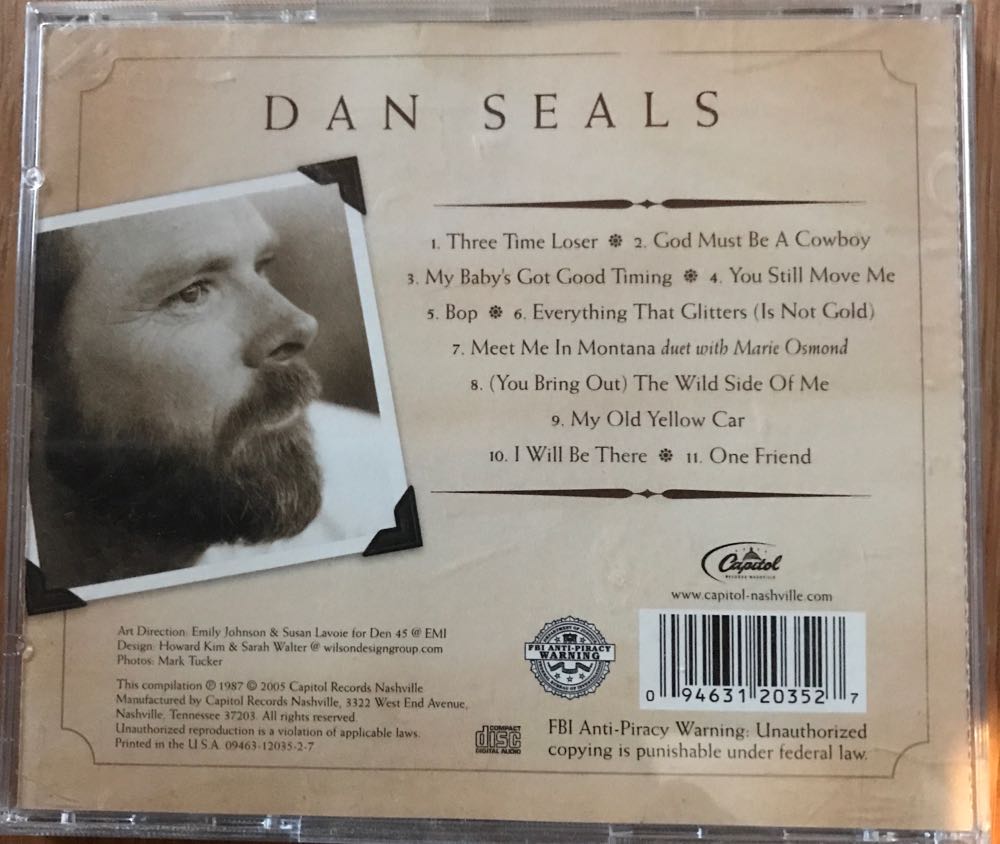 DAN SEALS
1. Three Time Loser ❁ 2. God Must Be A Cowboy
3. My Baby's Got Good Timing ❁ 4. You Still Move Me
5. Bop ❁ 6. Everything That Glitters (Is Not Gold)
7. Meet Me In Montana duet with Marie Osmond
8. (You Bring Out) The Wild Side Of Me
9. My Old Yellow Car
10. I Will Be There ❁ 11. One Friend
Capitol
RECORDS NASHVILLE
www.capitol-nashville.com
Art Direction: Emily Johnson & Susan Lavoie for Den 45 @ EMI
Design: Howard Kim & Sarah Walter @ wilsondesigngroup.com
Photos: Mark Tucker
This compilation ℗ 1987 © 2005 Capitol Records Nashville
Manufactured by Capitol Records Nashville, 3322 West End Avenue,
Nashville, Tennessee 37203. All rights reserved.
Unauthorized reproduction is a violation of applicable laws.
Printed in the U.S.A. 09463-12035-2-7
COMPACT
disc
DIGITAL AUDIO
FBI ANTI-PIRACY
WARNING
0 94631 20352 7
FBI Anti-Piracy Warning: Unauthorized
copying is punishable under federal law.